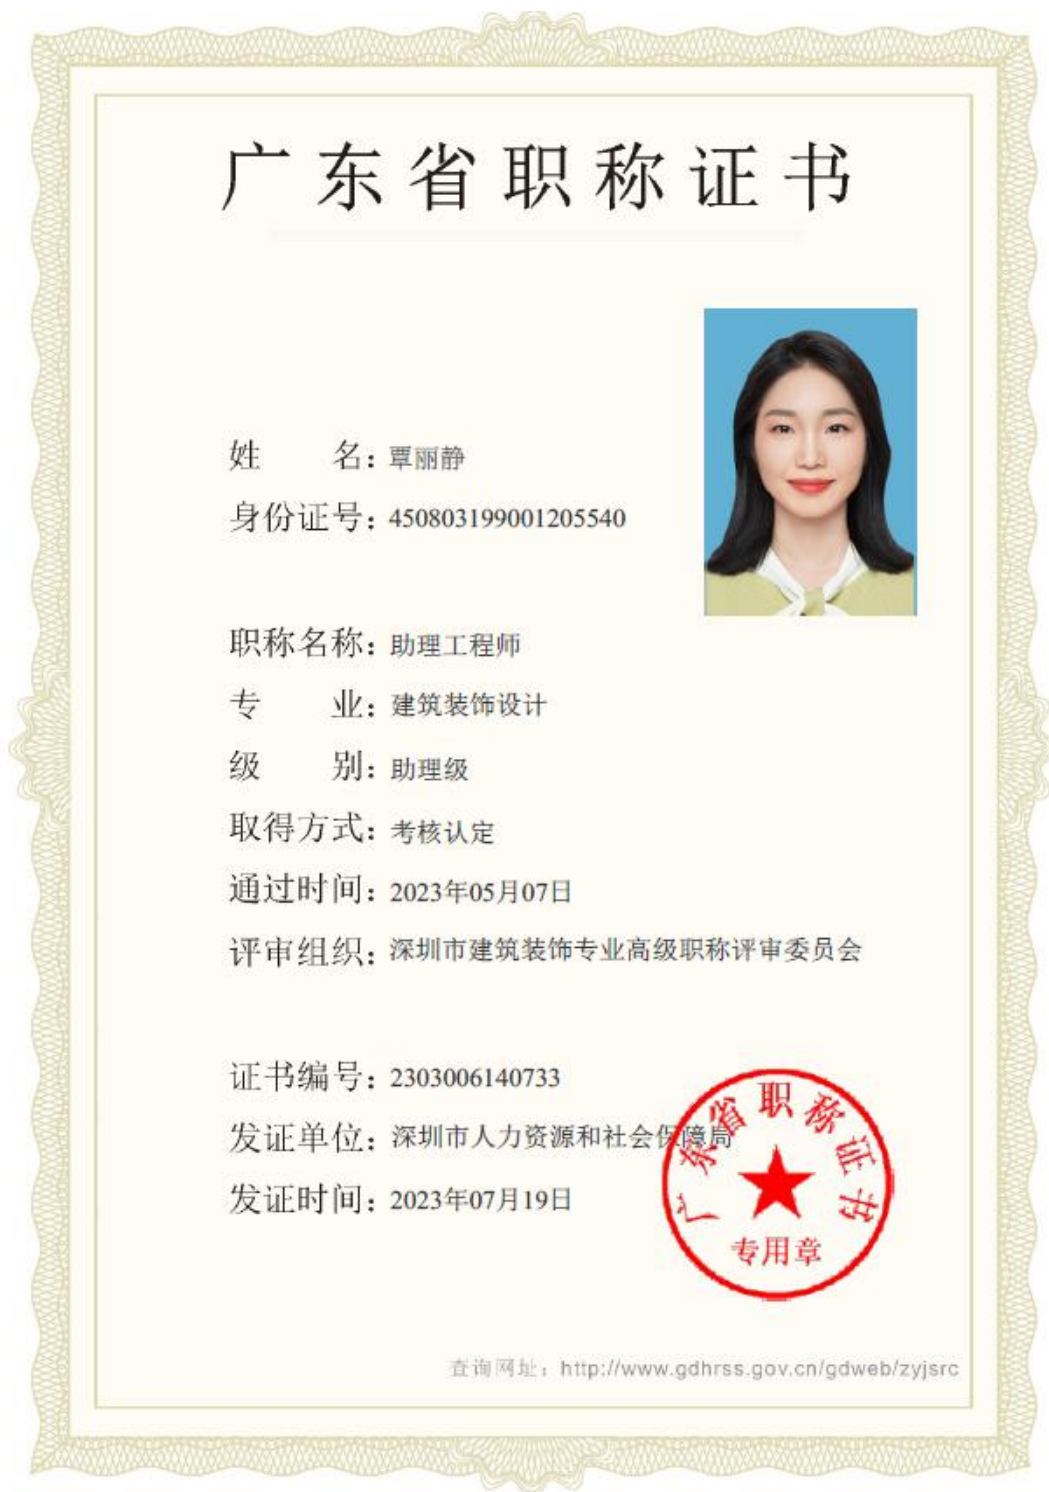 广东省职称证书
姓 名：覃丽静
身份证号：450803199001205540
职称名称：助理工程师
专 业：建筑装饰设计
级 别：助理级
取得方式：考核认定
通过时间：2023年05月07日
评审组织：深圳市建筑装饰专业高级职称评审委员会
证书编号：2303006140733
发证单位：深圳市人力资源和社会保障局
发证时间：2023年07月19日
广东省职称证书
专用章
查询网址：http://www.gdhrss.gov.cn/gdweb/zyjsrc